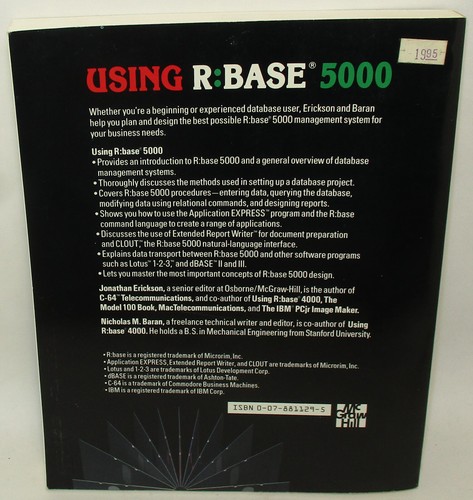 1995
USING R:BASE® 5000
Whether you're a beginning or experienced database user, Erickson and Baran
help you plan and design the best possible R:base® 5000 management system for
your business needs.
Using R:base® 5000
• Provides an introduction to R:base 5000 and a general overview of database
management systems.
• Thoroughly discusses the methods used in setting up a database project.
• Covers R:base 5000 procedures—entering data, querying the database,
modifying data using relational commands, and designing reports.
• Shows you how to use the Application EXPRESS™ program and the R:base
command language to create a range of applications.
• Discusses the use of Extended Report Writer™ for document preparation
and CLOUT,™ the R:base 5000 natural-language interface.
• Explains data transport between R:base 5000 and other software programs
such as Lotus™ 1-2-3,™ and dBASE™ II and III.
• Lets you master the most important concepts of R:base 5000 design.
Jonathan Erickson, a senior editor at Osborne/McGraw-Hill, is the author of
C-64™ Telecommunications, and co-author of Using R:base® 4000, The
Model 100 Book, MacTelecommunications, and The IBM® PCjr Image Maker.
Nicholas M. Baran, a freelance technical writer and editor, is co-author of Using
R:base® 4000. He holds a B.S. in Mechanical Engineering from Stanford University.
• R:base is a registered trademark of Microrim, Inc.
• Application EXPRESS, Extended Report Writer, and CLOUT are trademarks of Microrim, Inc.
• Lotus and 1-2-3 are trademarks of Lotus Development Corp.
• dBASE is a registered trademark of Ashton-Tate.
• C-64 is a trademark of Commodore Business Machines.
• IBM is a registered trademark of IBM Corp.
ISBN 0-07-881129-5
Mc
Graw
Hill